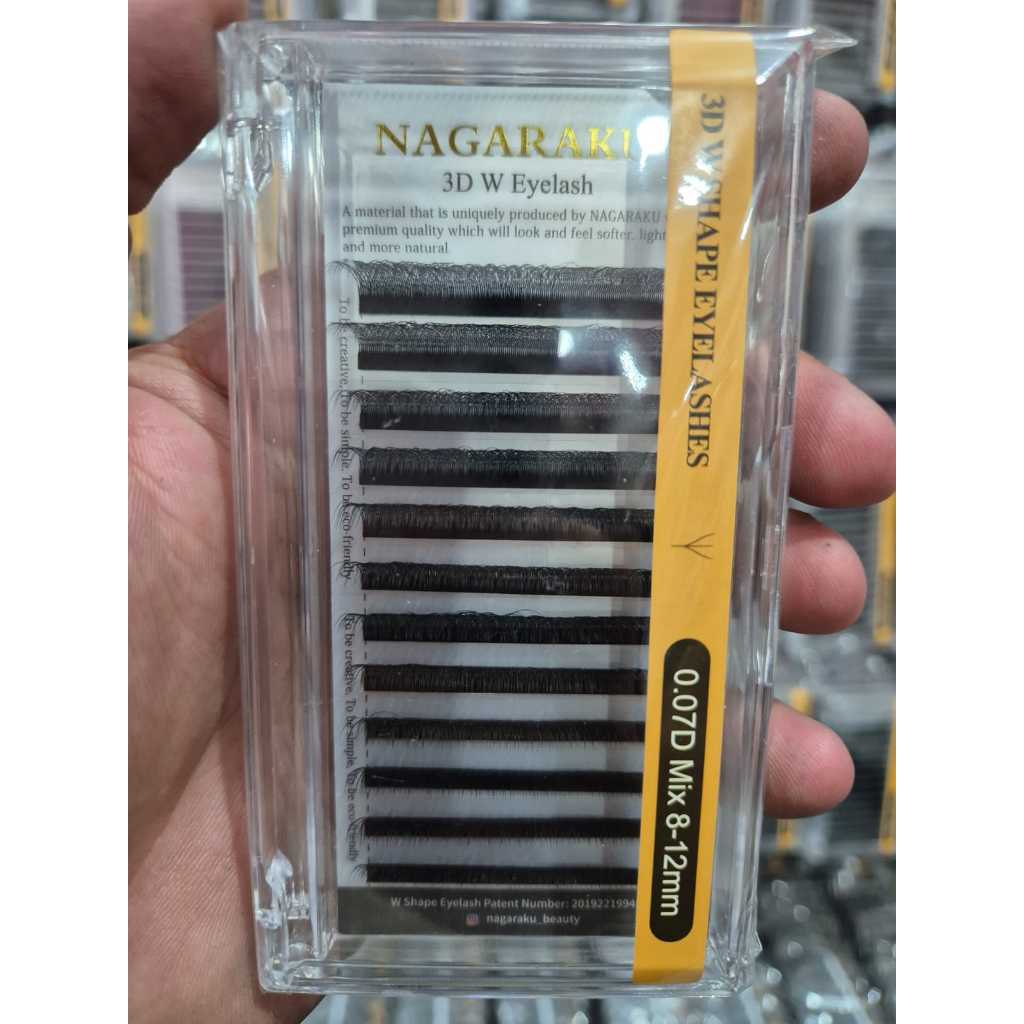 NAGARAKU
3D W Eyelash
A material that is uniquely produced by NAGARAKU
premium quality which will look and feel softer, light
and more natural
To be creative, To be simple, To be eco-friendly
To be creative, To be simple, To be eco-friendly
W Shape Eyelash Patent Number: 2019221994
nagaraku_beauty
3D W SHAPE EYELASHES
0.07D Mix 8-12mm